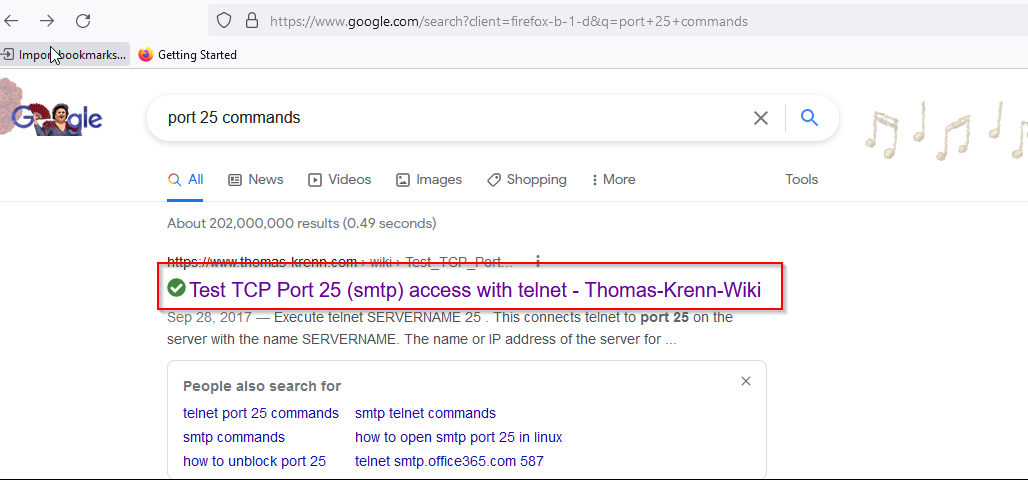 https://www.google.com/search?client=firefox-b-1-d&q=port+25+commands
Import bookmarks... Getting Started
Google port 25 commands
All News Videos Images Shopping More Tools
About 202,000,000 results (0.49 seconds)
https://www.thomas-krenn.com › wiki › Test_TCP_Port...
Test TCP Port 25 (smtp) access with telnet - Thomas-Krenn-Wiki
Sep 28, 2017 — Execute telnet SERVERNAME 25 . This connects telnet to port 25 on the
server with the name SERVERNAME. The name or IP address of the server for ...
People also search for
telnet port 25 commands smtp telnet commands
smtp commands how to open smtp port 25 in linux
how to unblock port 25 telnet smtp.office365.com 587